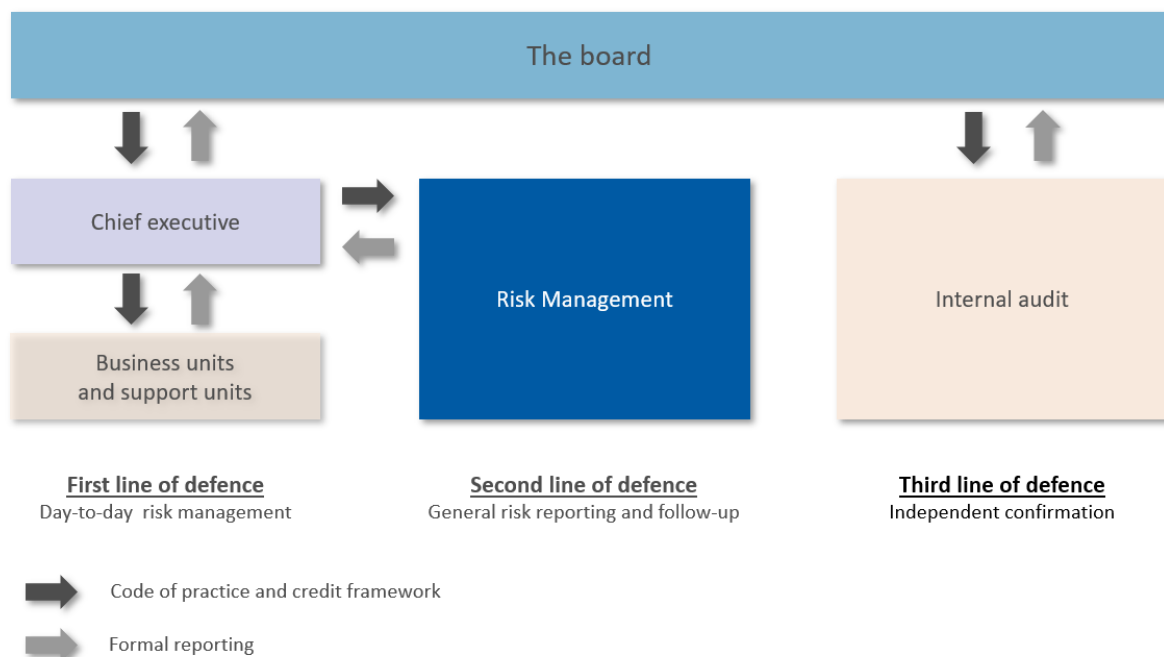 The board
Chief executive
Risk Management
Internal audit
Business units
and support units
First line of defence
Day-to-day  risk management
Second line of defence
General risk reporting and follow-up
Third line of defence
Independent confirmation
Code of practice and credit framework
Formal reporting